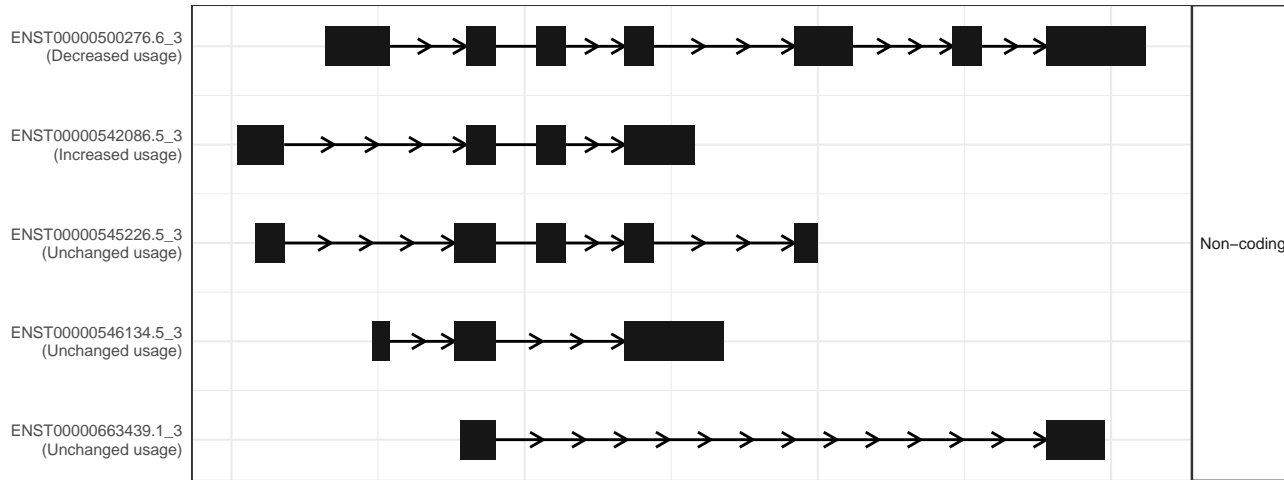 ENST00000500276.6_3
(Decreased usage)
ENST00000542086.5_3
(Increased usage)
ENST00000545226.5_3
(Unchanged usage)
Non−coding
ENST00000546134.5_3
(Unchanged usage)
ENST00000663439.1_3
(Unchanged usage)